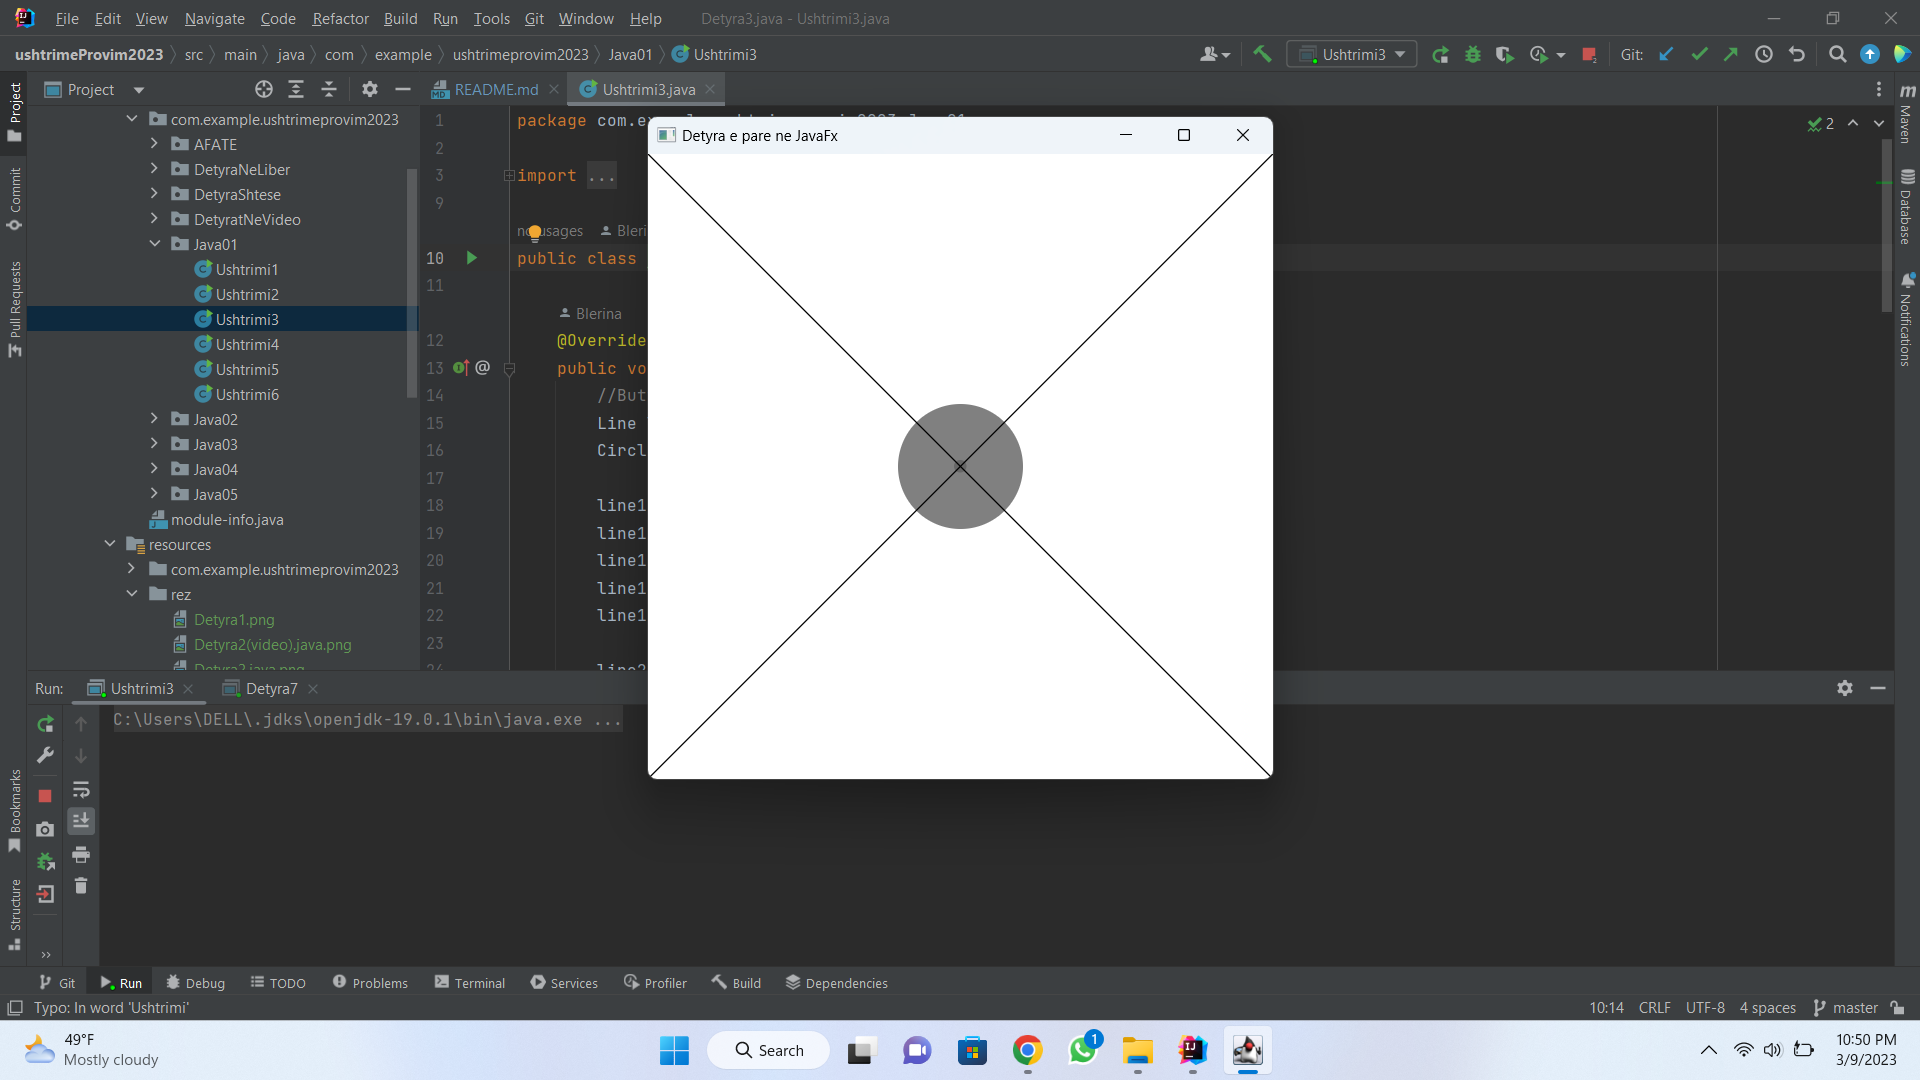 File Edit View Navigate Code Refactor Build Run Tools Git Window Help Detyra3.java - Ushtrimi3.java
ushtrimeProvim2023 src main java com example ushtrimeprovim2023 Java01 Ushtrimi3
Ushtrimi3 Git:
Project
README.md Ushtrimi3.java
Project
Commit
Pull Requests
Bookmarks
Structure
com.example.ushtrimeprovim2023
AFATE
DetyraNeLiber
DetyraShtese
DetyratNeVideo
Java01
Ushtrimi1
Ushtrimi2
Ushtrimi3
Ushtrimi4
Ushtrimi5
Ushtrimi6
Java02
Java03
Java04
Java05
module-info.java
resources
com.example.ushtrimeprovim2023
rez
Detyra1.png
Detyra2(video).java.png
Detyra2.java.png
1 package com.ex
2
3 import ...
9
usages Bleri
10 public class
11
Blerina
12 @Override
13 public vo
14 //But
15 Line
16 Circl
17
18 line1
19 line1
20 line1
21 line1
22 line1
23
24 line2
2
Detyra e pare ne JavaFx
Maven
Database
Notifications
Run: Ushtrimi3 Detyra7
C:\Users\DELL\.jdks\openjdk-19.0.1\bin\java.exe ...
Git Run Debug TODO Problems Terminal Services Profiler Build Dependencies
Typo: In word 'Ushtrimi'
10:14 CRLF UTF-8 4 spaces master
49°F
Mostly cloudy
Search
1
10:50 PM
3/9/2023